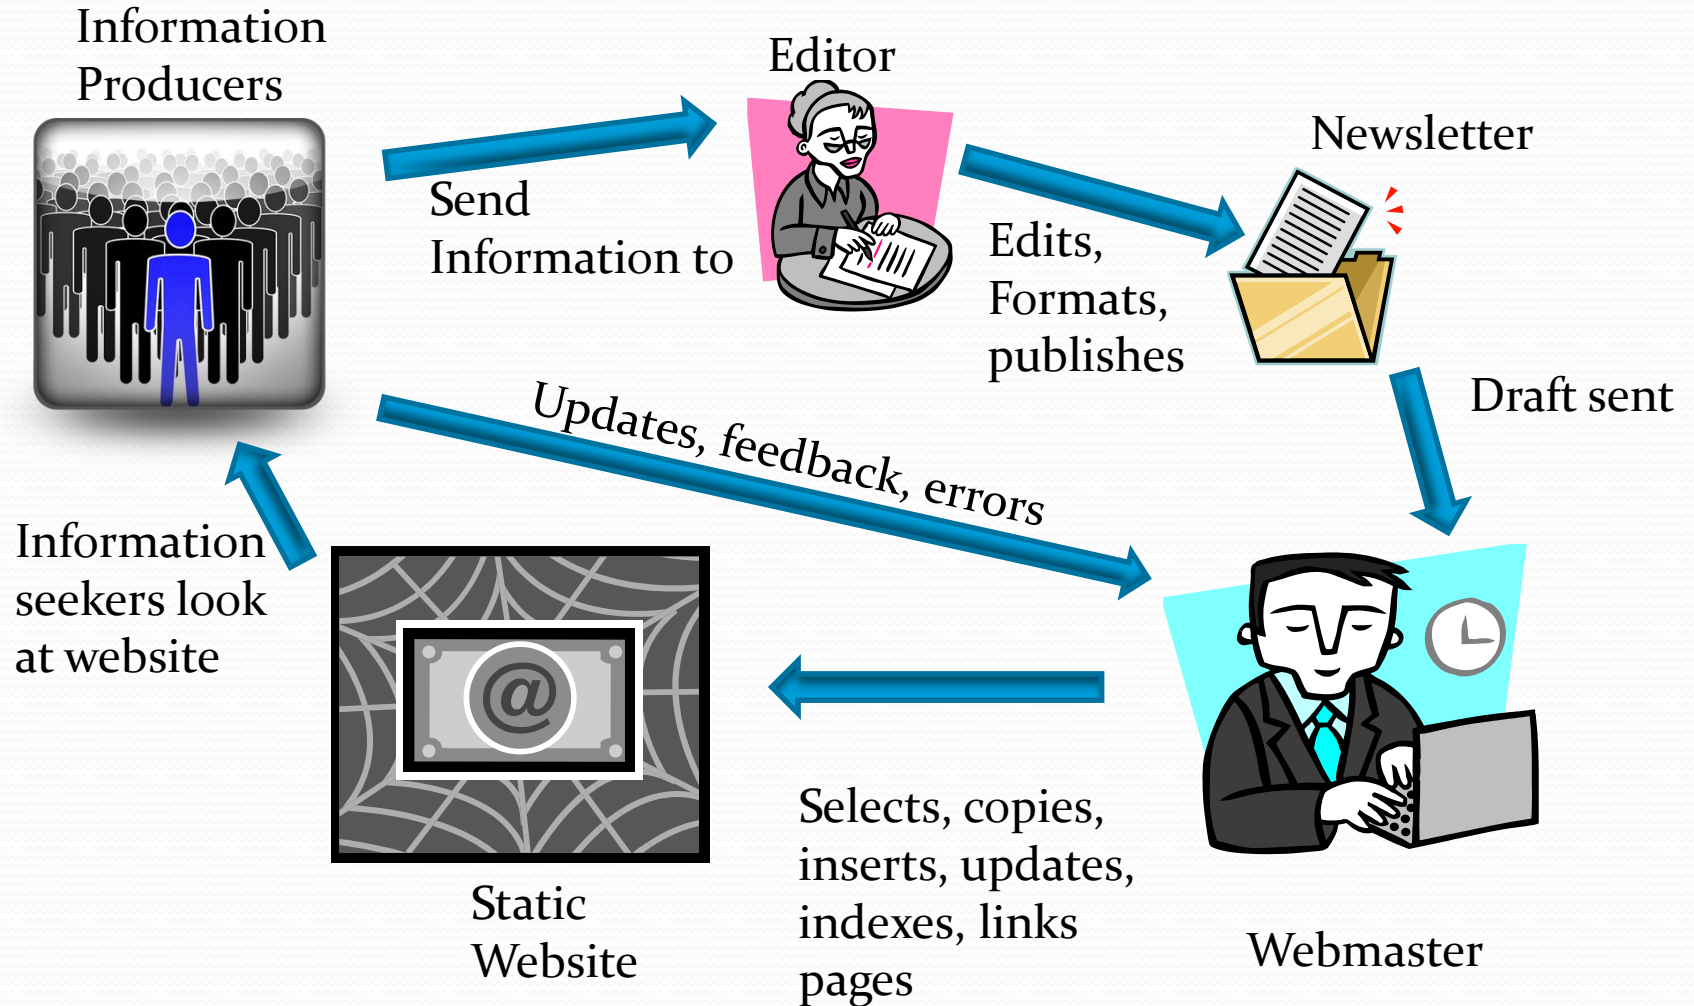 Information
Producers
Editor
Newsletter
Send
Information to
Edits,
Formats,
publishes
Draft sent
Updates, feedback, errors
Information
seekers look
at website
@
Selects, copies,
inserts, updates,
indexes, links
pages
Static
Website
Webmaster